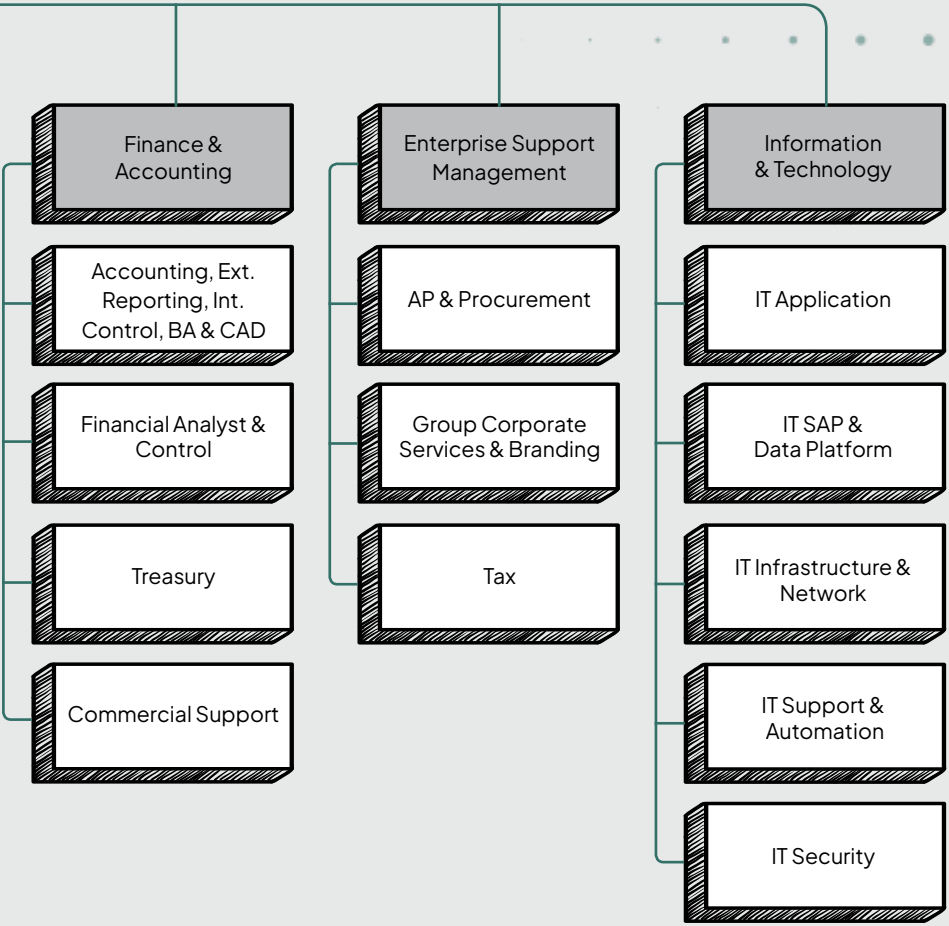 Finance &
Accounting
Accounting, Ext.
Reporting, Int.
Control, BA & CAD
Financial Analyst &
Control
Treasury
Commercial Support
Enterprise Support
Management
AP & Procurement
Group Corporate
Services & Branding
Tax
Information
& Technology
IT Application
IT SAP &
Data Platform
IT Infrastructure &
Network
IT Support &
Automation
IT Security